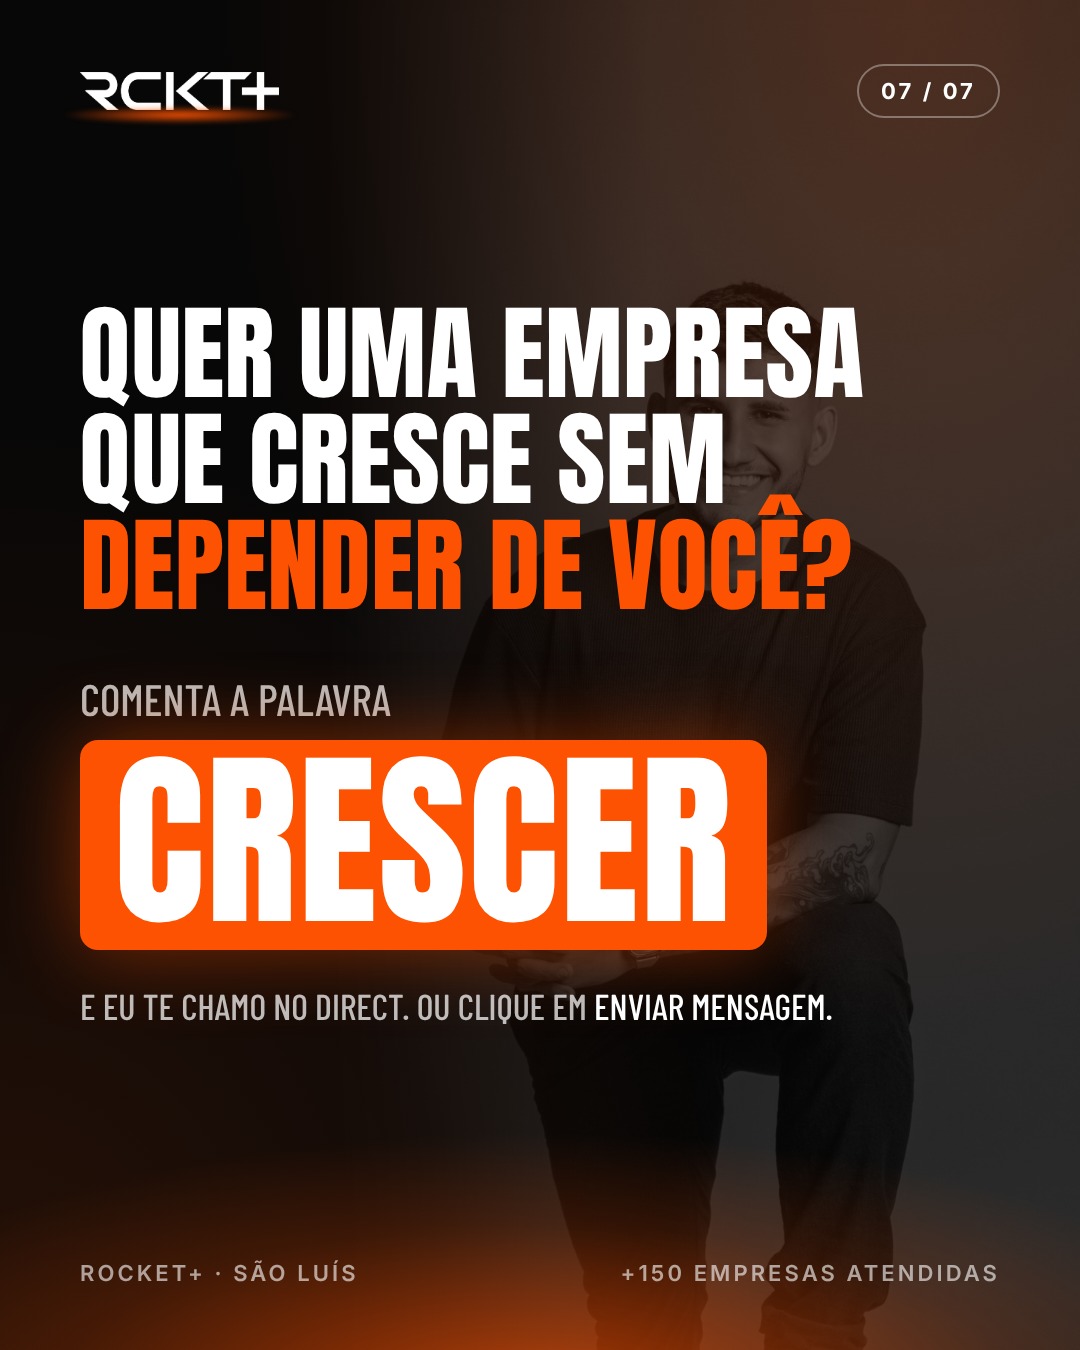 RCKT+
07 / 07
QUER UMA EMPRESA
QUE CRESCE SEM
DEPENDER DE VOCÊ?
COMENTA A PALAVRA
CRESCER
E EU TE CHAMO NO DIRECT. OU CLIQUE EM ENVIAR MENSAGEM.
ROCKET+ · SÃO LUÍS
+150 EMPRESAS ATENDIDAS